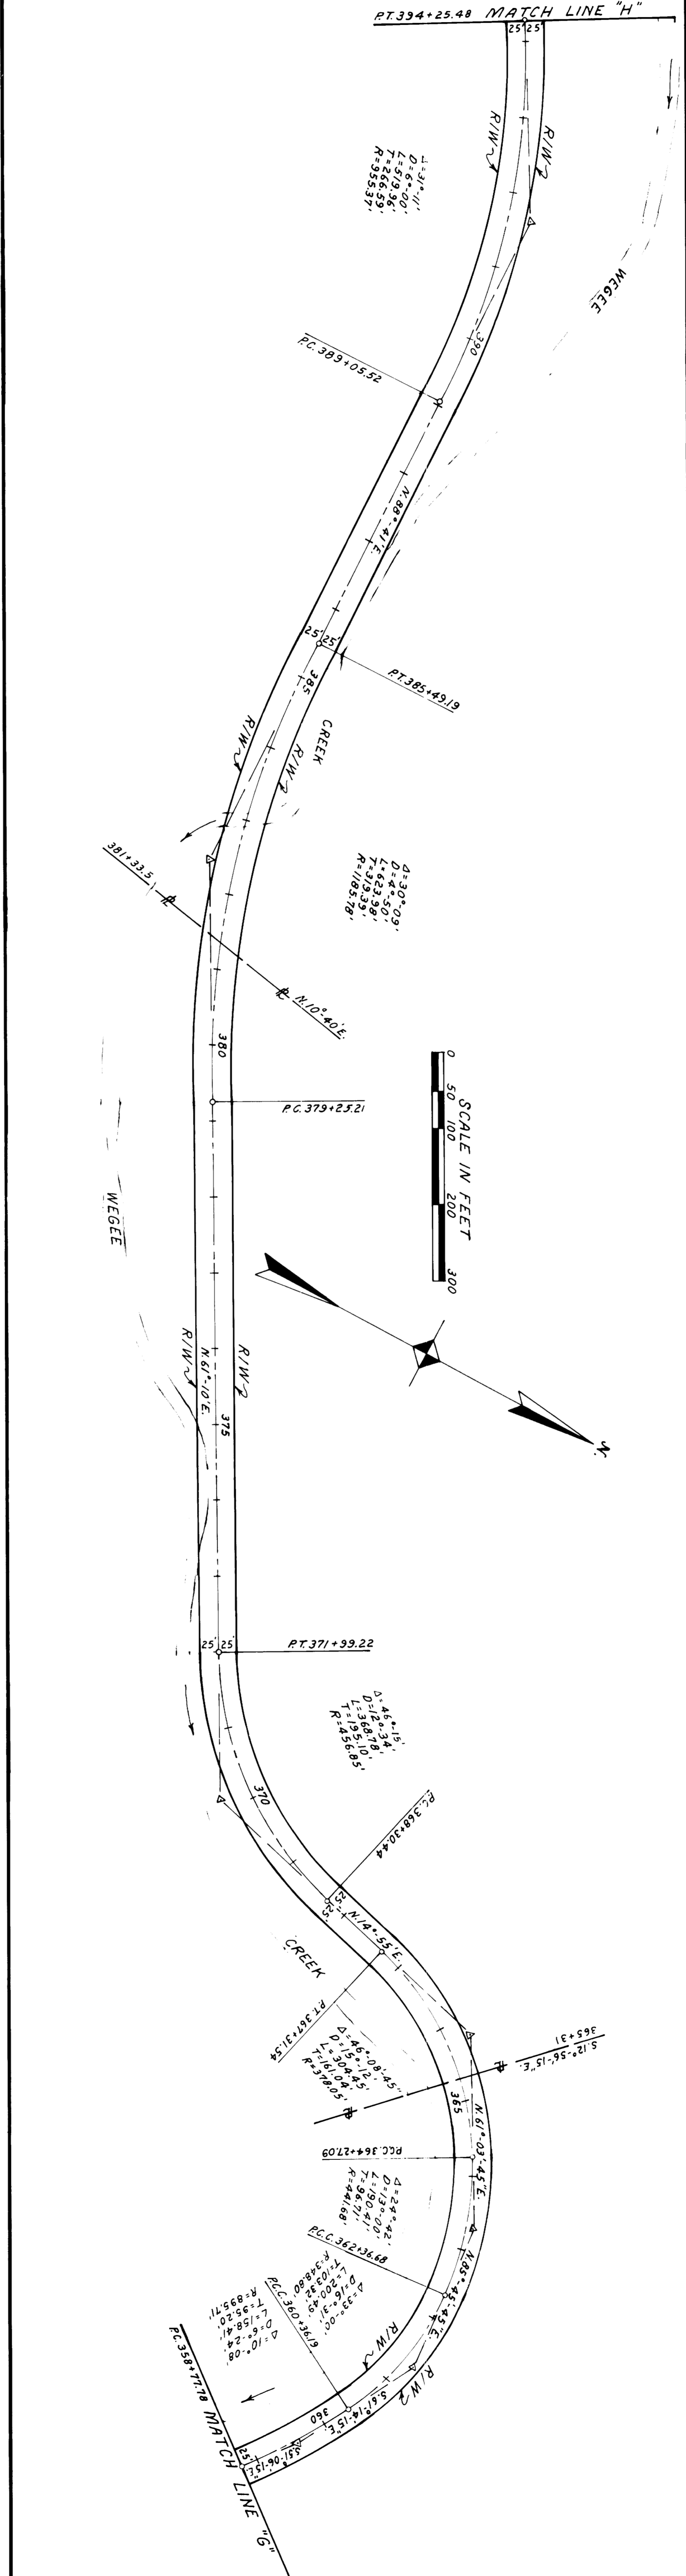 P.T. 394+25.48 MATCH LINE "H"
25' 25'
R/W
R/W
WEGEE
Δ=31°-11'
D=6°-00'
L=519.96'
T=266.59'
R=955.37'
390
P.C. 389+05.52
N.88°-41'E.
25' 25'
P.T. 385+49.19
385
CREEK
R/W
R/W
Δ=30°-09'
D=4°-50'
L=623.98'
T=319.39'
R=1185.78'
381+33.5
N.10°-40'E.
380
P.C. 379+25.21
SCALE IN FEET
0 50 100 200 300
WEGEE
N.
R/W
R/W
N.61°-10'E.
375
25' 25'
P.T. 371+99.22
Δ=46°-15'
D=12°-34'
L=368.78'
T=195.10'
R=456.85'
370
P.C. 368+30.44
25' 25'
N.14°-55'E.
CREEK
P.T. 367+31.54
Δ=46°-08'-45"
D=15°-12'
L=304.45'
T=161.04'
R=378.05'
365+31
S.12°-56'-15"E.
365
N.61°-03'-45"E.
P.C.C. 364+27.09
Δ=24°-42'
D=13°-00'
L=190.41'
T=96.71'
R=441.68'
P.C.C. 362+36.68
N.85°-45'-45"E.
Δ=33°-00'
D=16°-31'
L=200.49'
T=103.32'
R=348.80'
P.C.C. 360+36.19
R/W
R/W
S.61°-14'-15"E.
Δ=10°-08'
D=6°-24'
L=158.41'
T=95.20'
R=895.71'
360
S.51°-06'-15"E.
25'
P.C. 358+77.78 MATCH LINE "G"